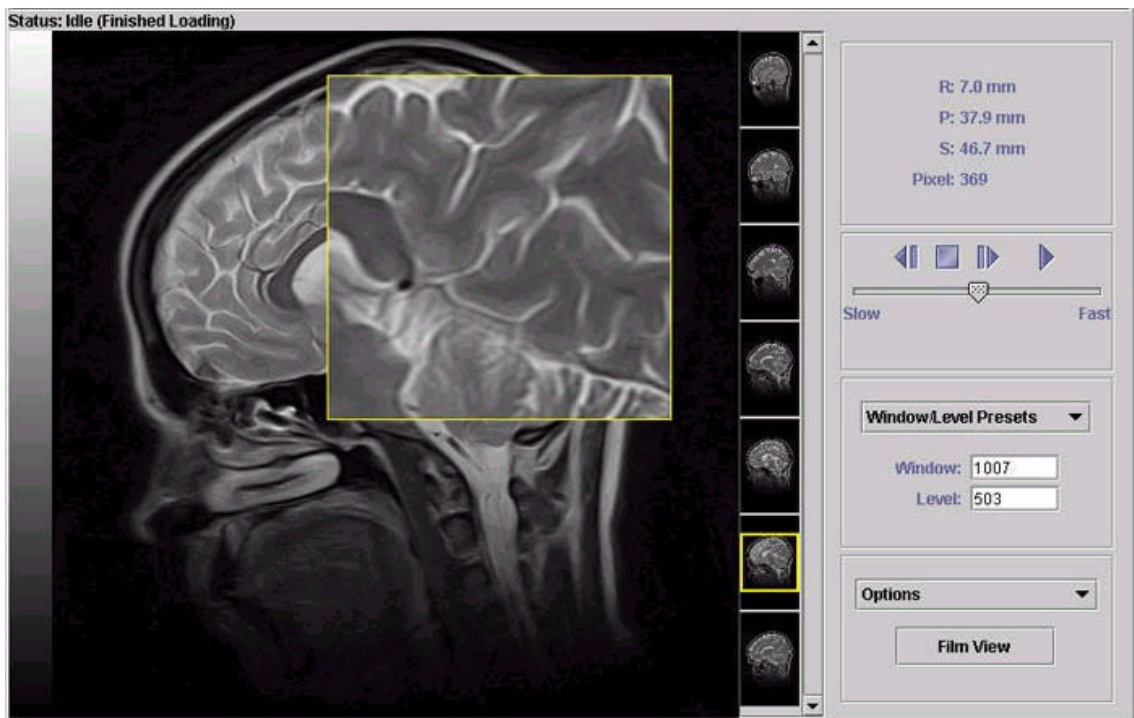 Status: Idle (Finished Loading)
R: 7.0 mm
P: 37.9 mm
S: 46.7 mm
Pixel: 369
Slow Fast
Window/Level Presets
Window: 1007
Level: 503
Options
Film View